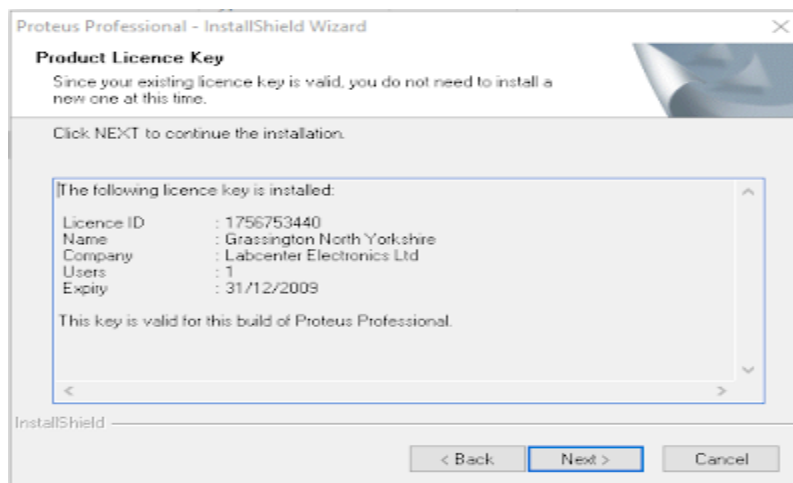 Proteus Professional - InstallShield Wizard
Product Licence Key
Since your existing licence key is valid, you do not need to install a
new one at this time.
Click NEXT to continue the installation.
The following licence key is installed:
Licence ID : 1756753440
Name : Grassington North Yorkshire
Company : Labcenter Electronics Ltd
Users : 1
Expiry : 31/12/2009
This key is valid for this build of Proteus Professional.
InstallShield
< Back Next > Cancel